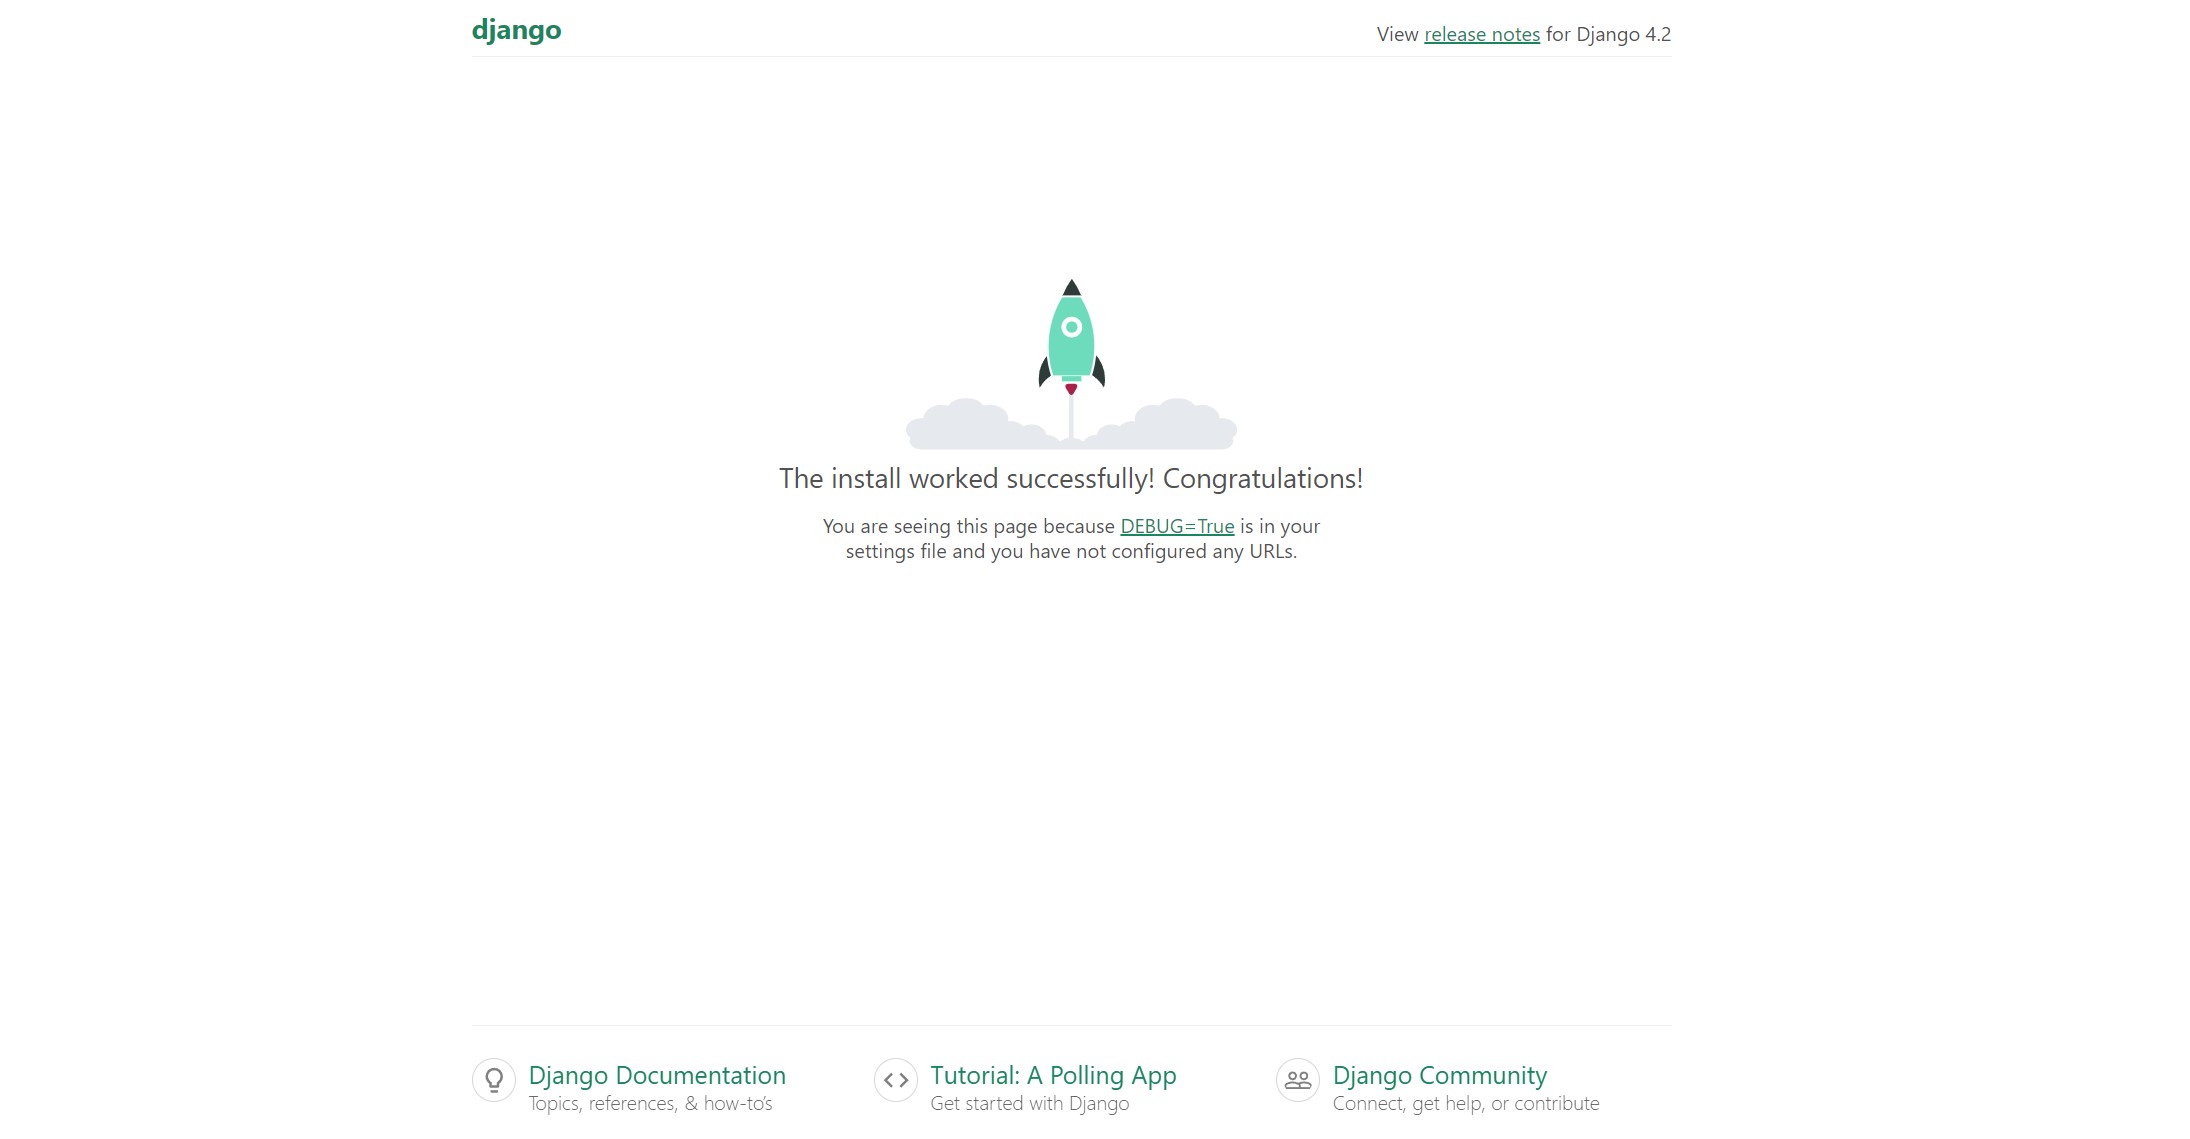 django
View release notes for Django 4.2
The install worked successfully! Congratulations!
You are seeing this page because DEBUG=True is in your
settings file and you have not configured any URLs.
Django Documentation
Topics, references, & how-to’s
Tutorial: A Polling App
Get started with Django
Django Community
Connect, get help, or contribute